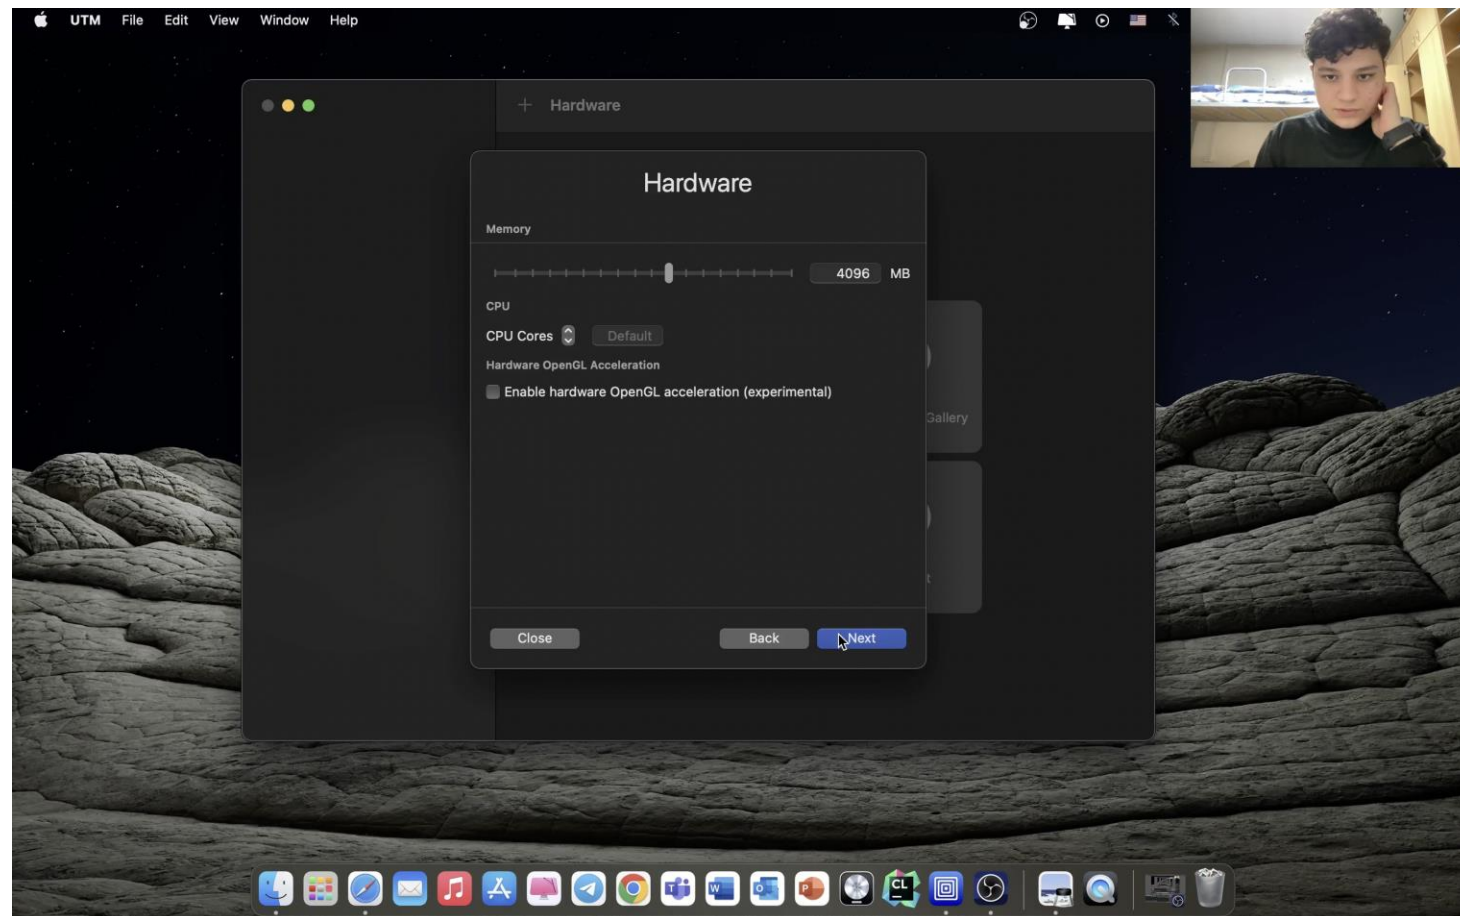 UTM File Edit View Window Help
+ Hardware
Hardware
Memory
4096 MB
CPU
CPU Cores Default
Hardware OpenGL Acceleration
Enable hardware OpenGL acceleration (experimental)
Gallery
t
Close Back Next
CL